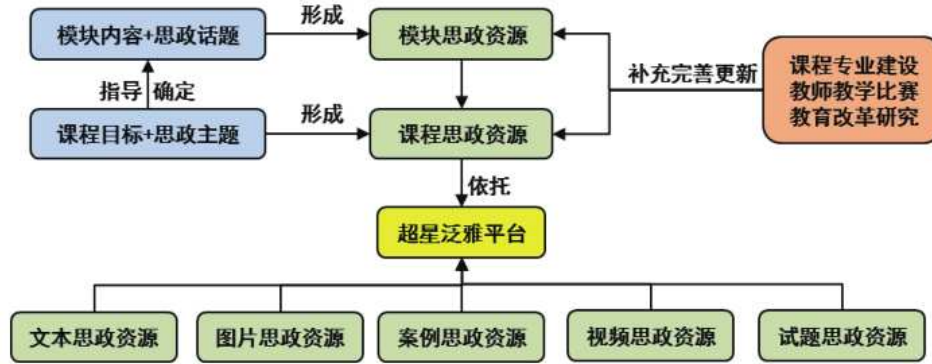 形成
模块内容+思政话题
模块思政资源
补充完善更新
课程专业建设
教师教学比赛
教育改革研究
指导 确定
形成
课程目标+思政主题
课程思政资源
依托
超星泛雅平台
文本思政资源
图片思政资源
案例思政资源
视频思政资源
试题思政资源